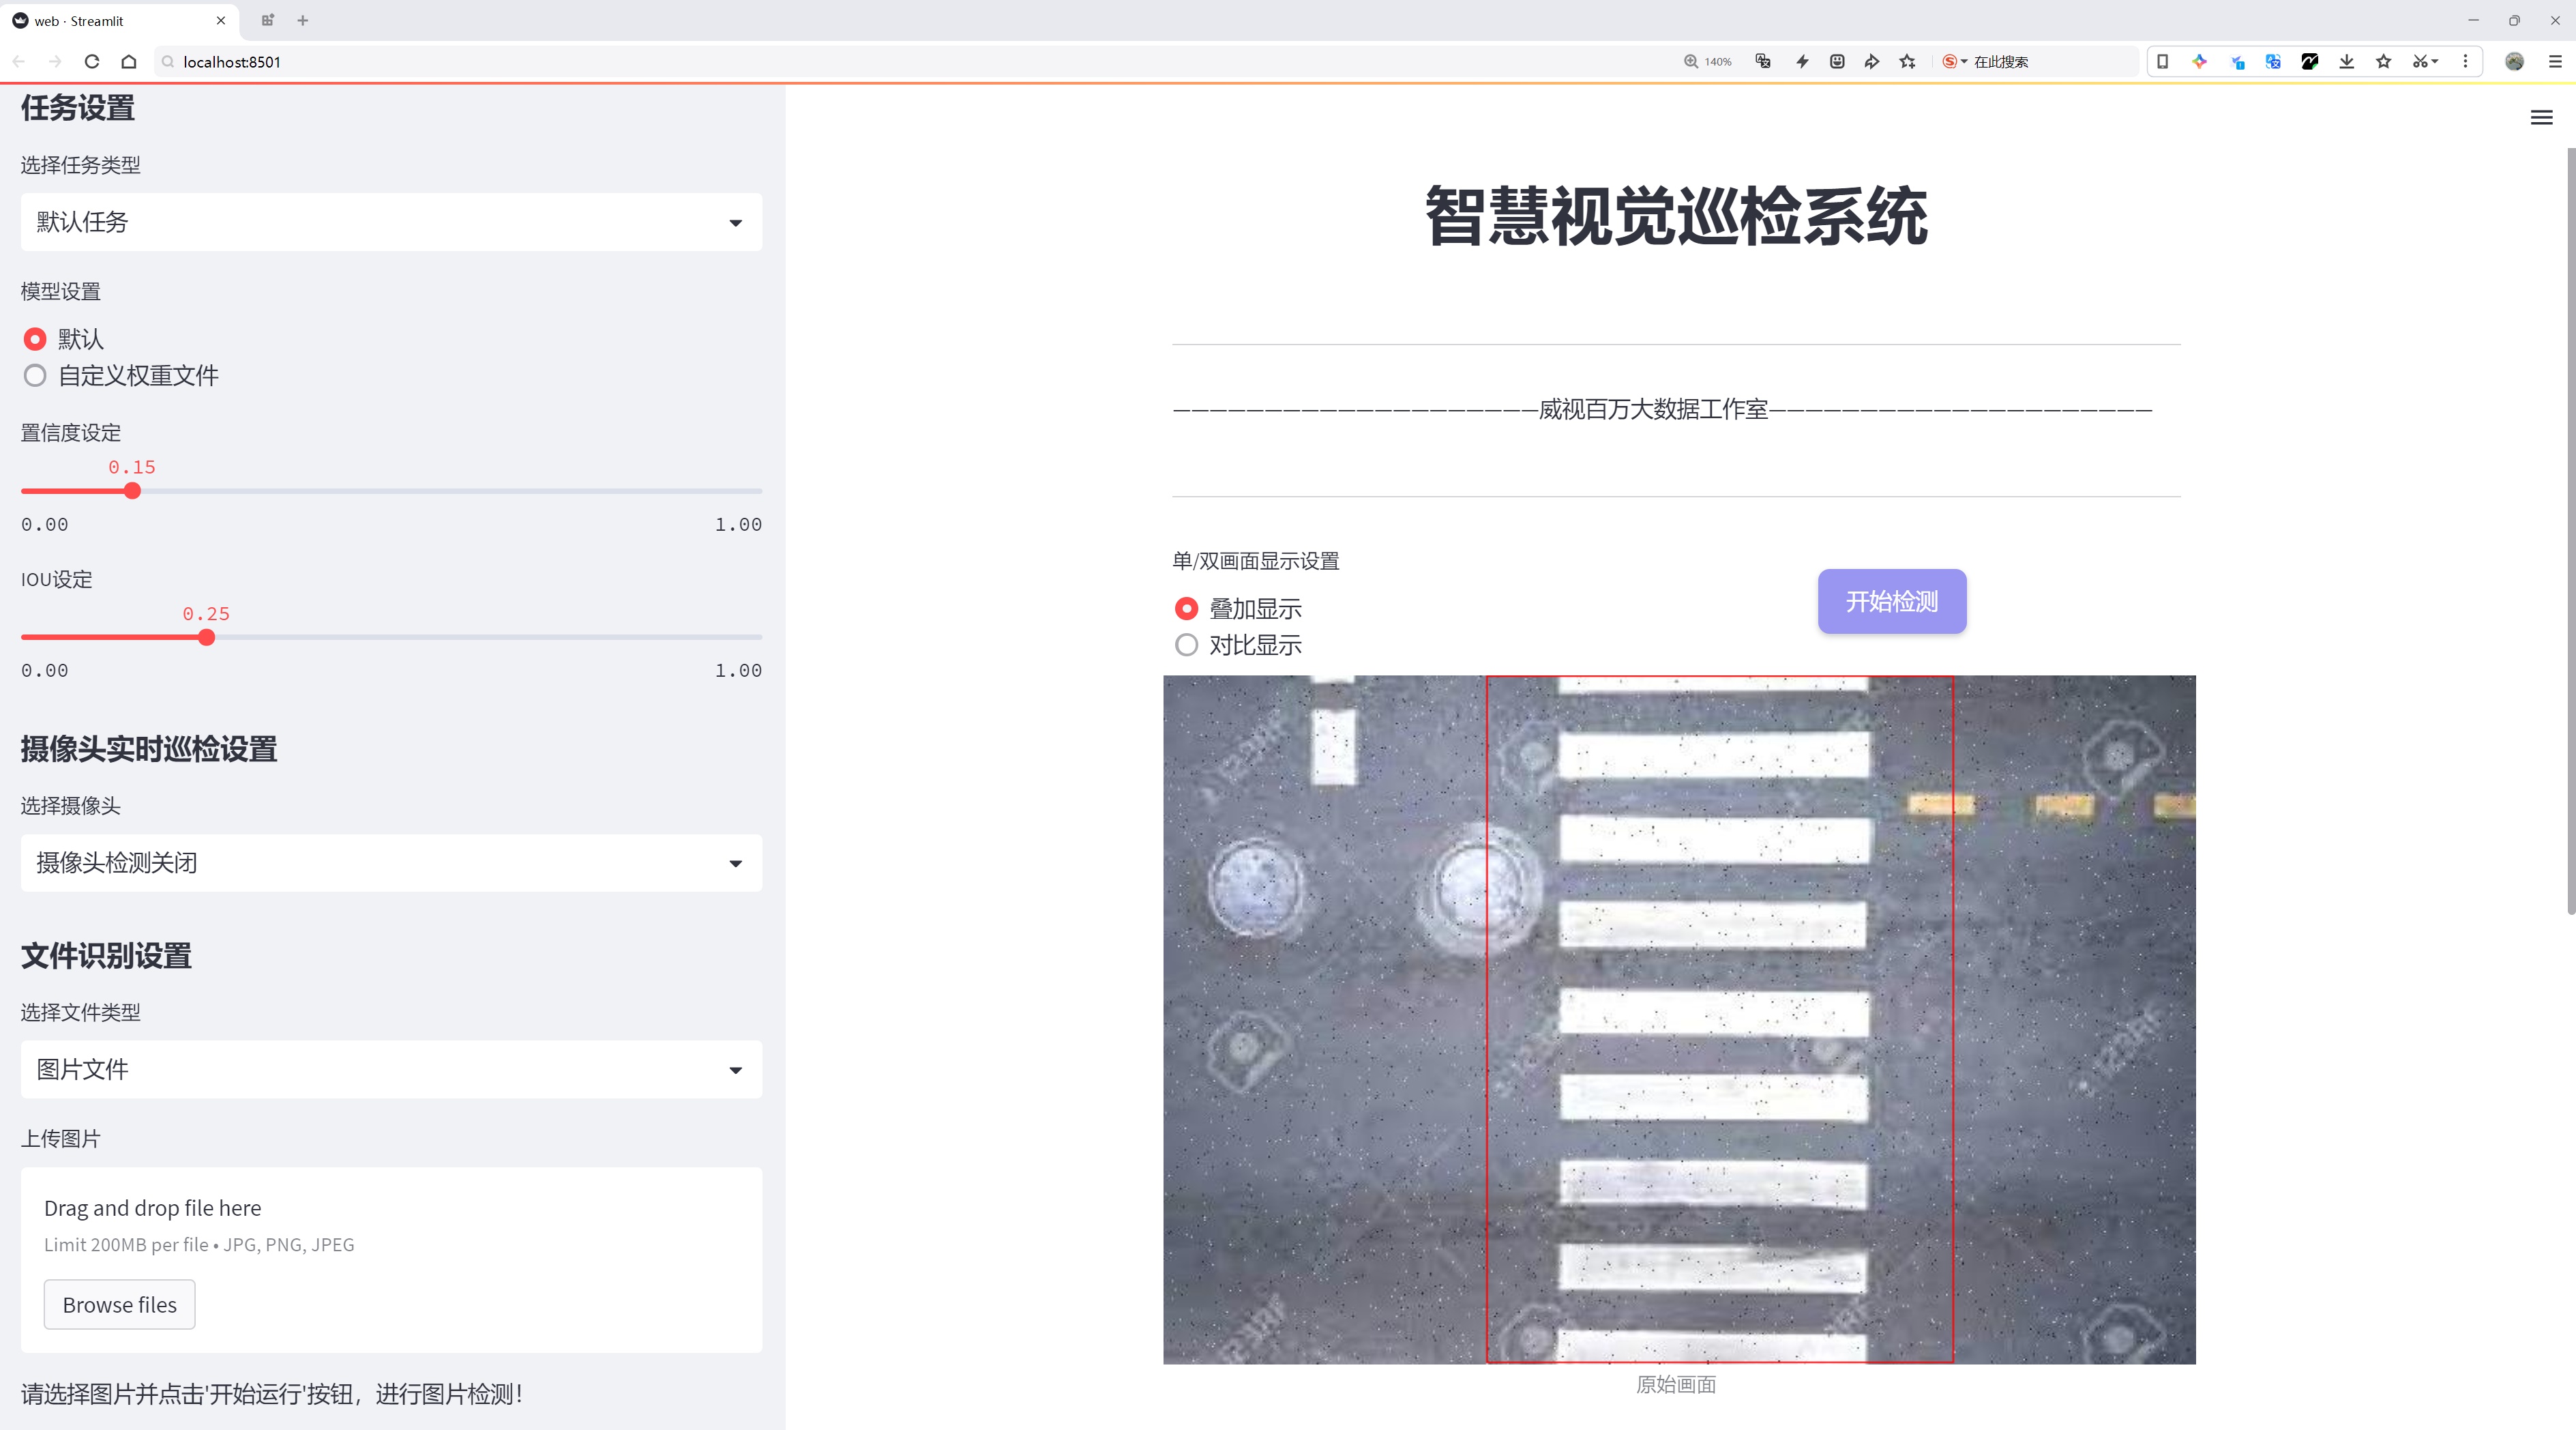 web · Streamlit
localhost:8501
140%
在此搜索
任务设置
选择任务类型
默认任务
模型设置
默认
自定义权重文件
置信度设定
0.15
0.00
1.00
IOU设定
0.25
0.00
1.00
摄像头实时巡检设置
选择摄像头
摄像头检测关闭
文件识别设置
选择文件类型
图片文件
上传图片
Drag and drop file here
Limit 200MB per file • JPG, PNG, JPEG
Browse files
请选择图片并点击'开始运行'按钮，进行图片检测！
智慧视觉巡检系统
————————————————————威视百万大数据工作室—————————————————————
单/双画面显示设置
叠加显示
对比显示
开始检测
123RF
123RF
123RF
原始画面